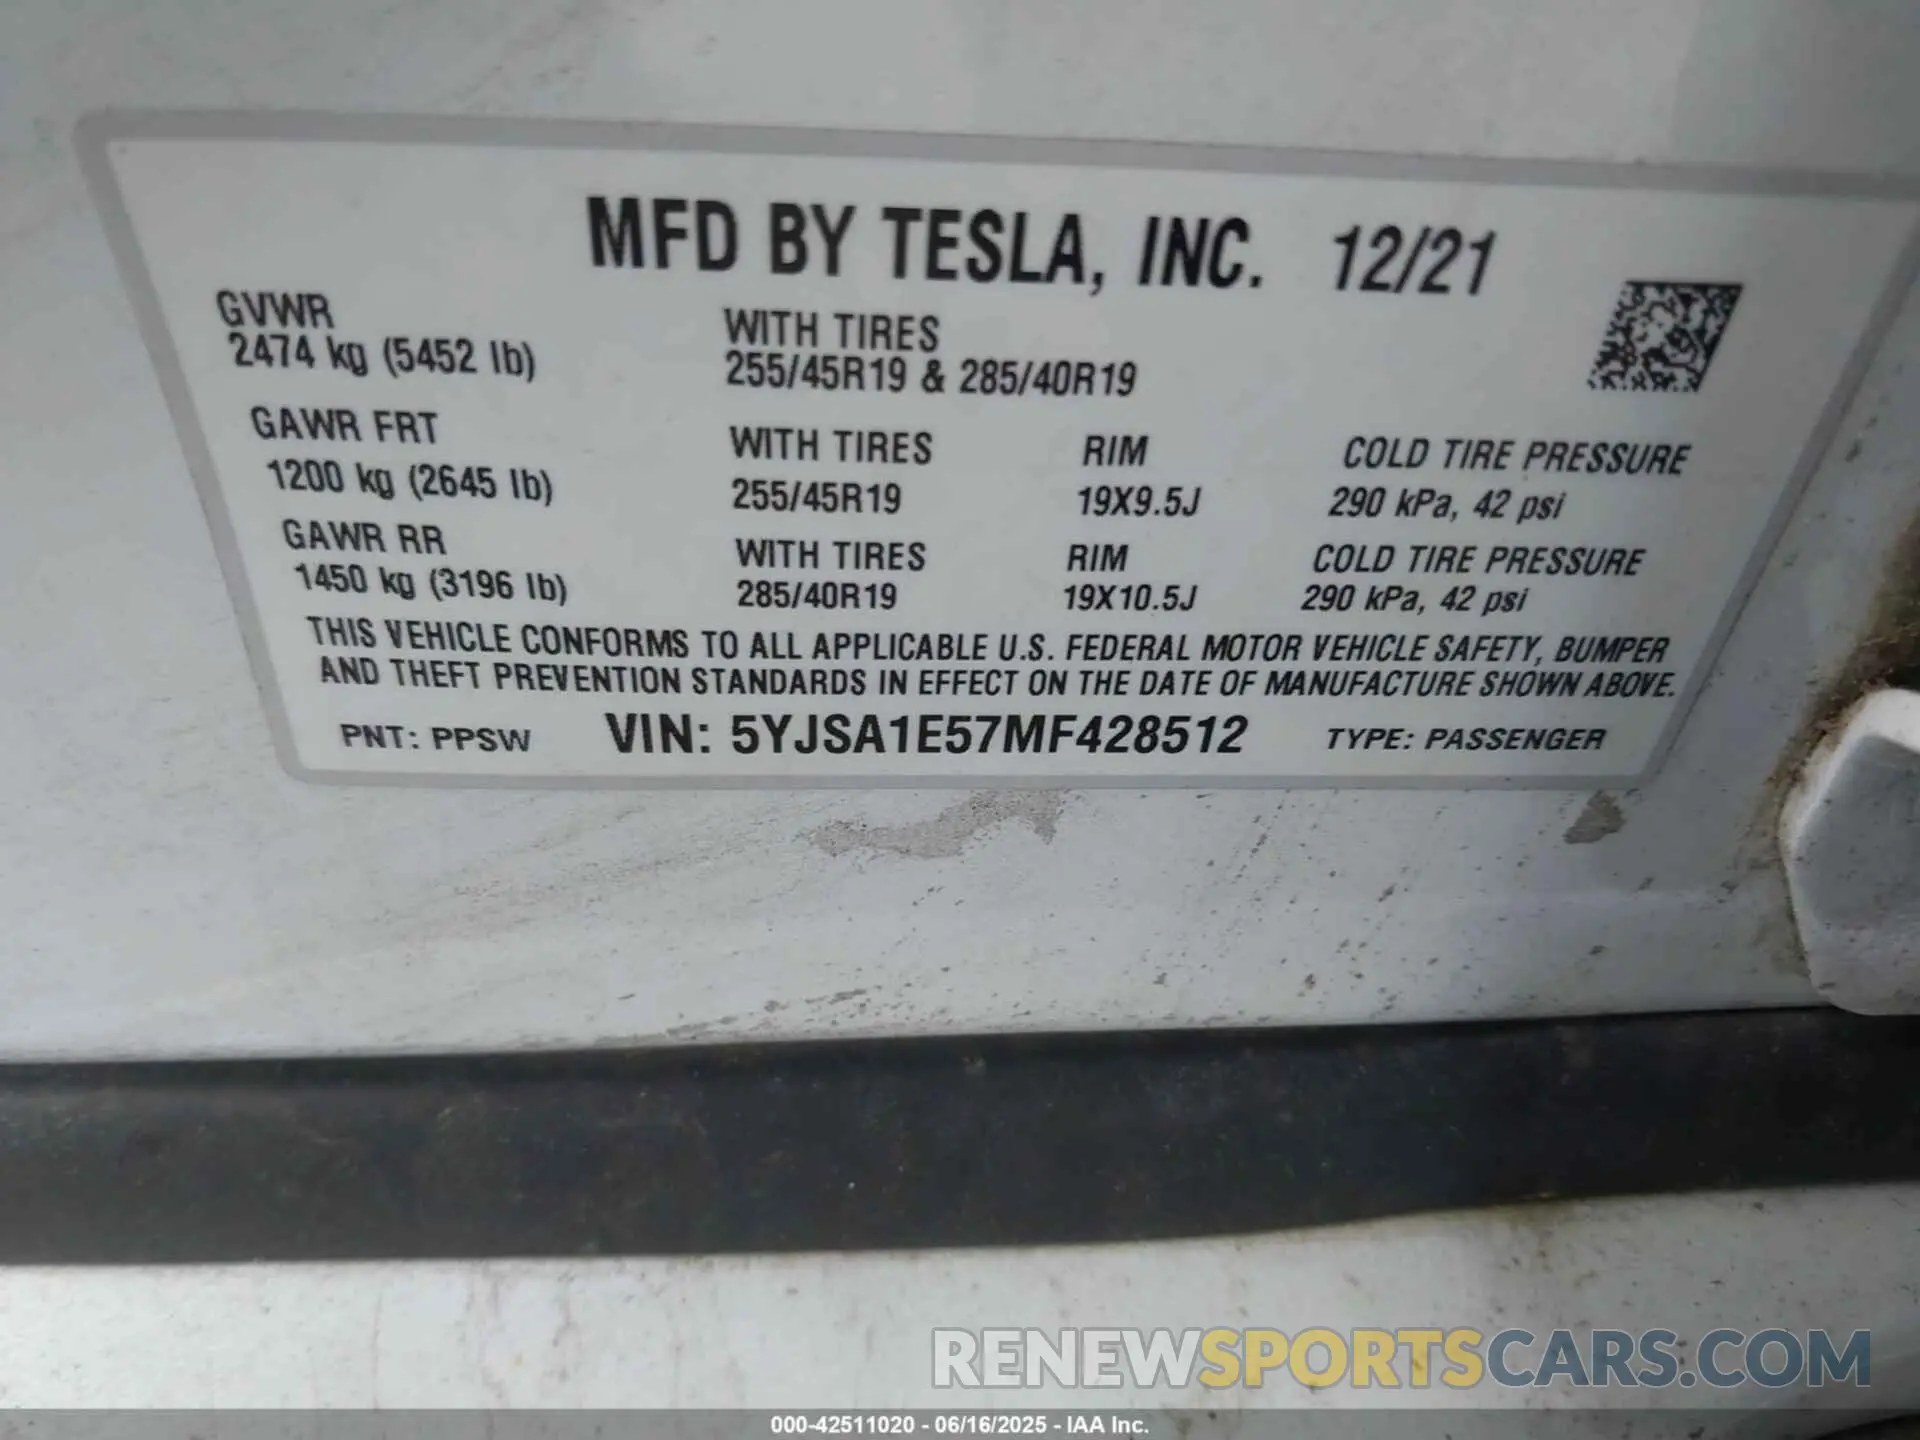 MFD BY TESLA, INC. 12/21
GVWR
2474 kg (5452 lb)
WITH TIRES
255/45R19 & 285/40R19
GAWR FRT
1200 kg (2645 lb)
WITH TIRES
255/45R19
RIM
19X9.5J
COLD TIRE PRESSURE
290 kPa, 42 psi
GAWR RR
1450 kg (3196 lb)
WITH TIRES
285/40R19
RIM
19X10.5J
COLD TIRE PRESSURE
290 kPa, 42 psi
THIS VEHICLE CONFORMS TO ALL APPLICABLE U.S. FEDERAL MOTOR VEHICLE SAFETY, BUMPER
AND THEFT PREVENTION STANDARDS IN EFFECT ON THE DATE OF MANUFACTURE SHOWN ABOVE.
PNT: PPSW VIN: 5YJSA1E57MF428512 TYPE: PASSENGER
RENEWSPORTSCARS.COM
000-42511020 - 06/16/2025 - IAA Inc.